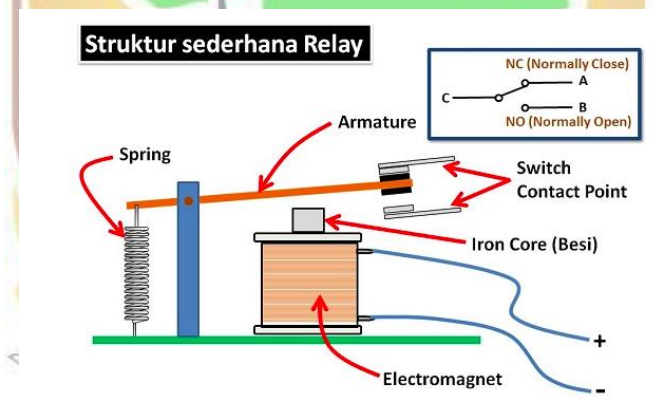 Struktur sederhana Relay
NC (Normally Close)
C
A
B
NO (Normally Open)
Armature
Spring
Switch
Contact Point
Iron Core (Besi)
+
Electromagnet
-